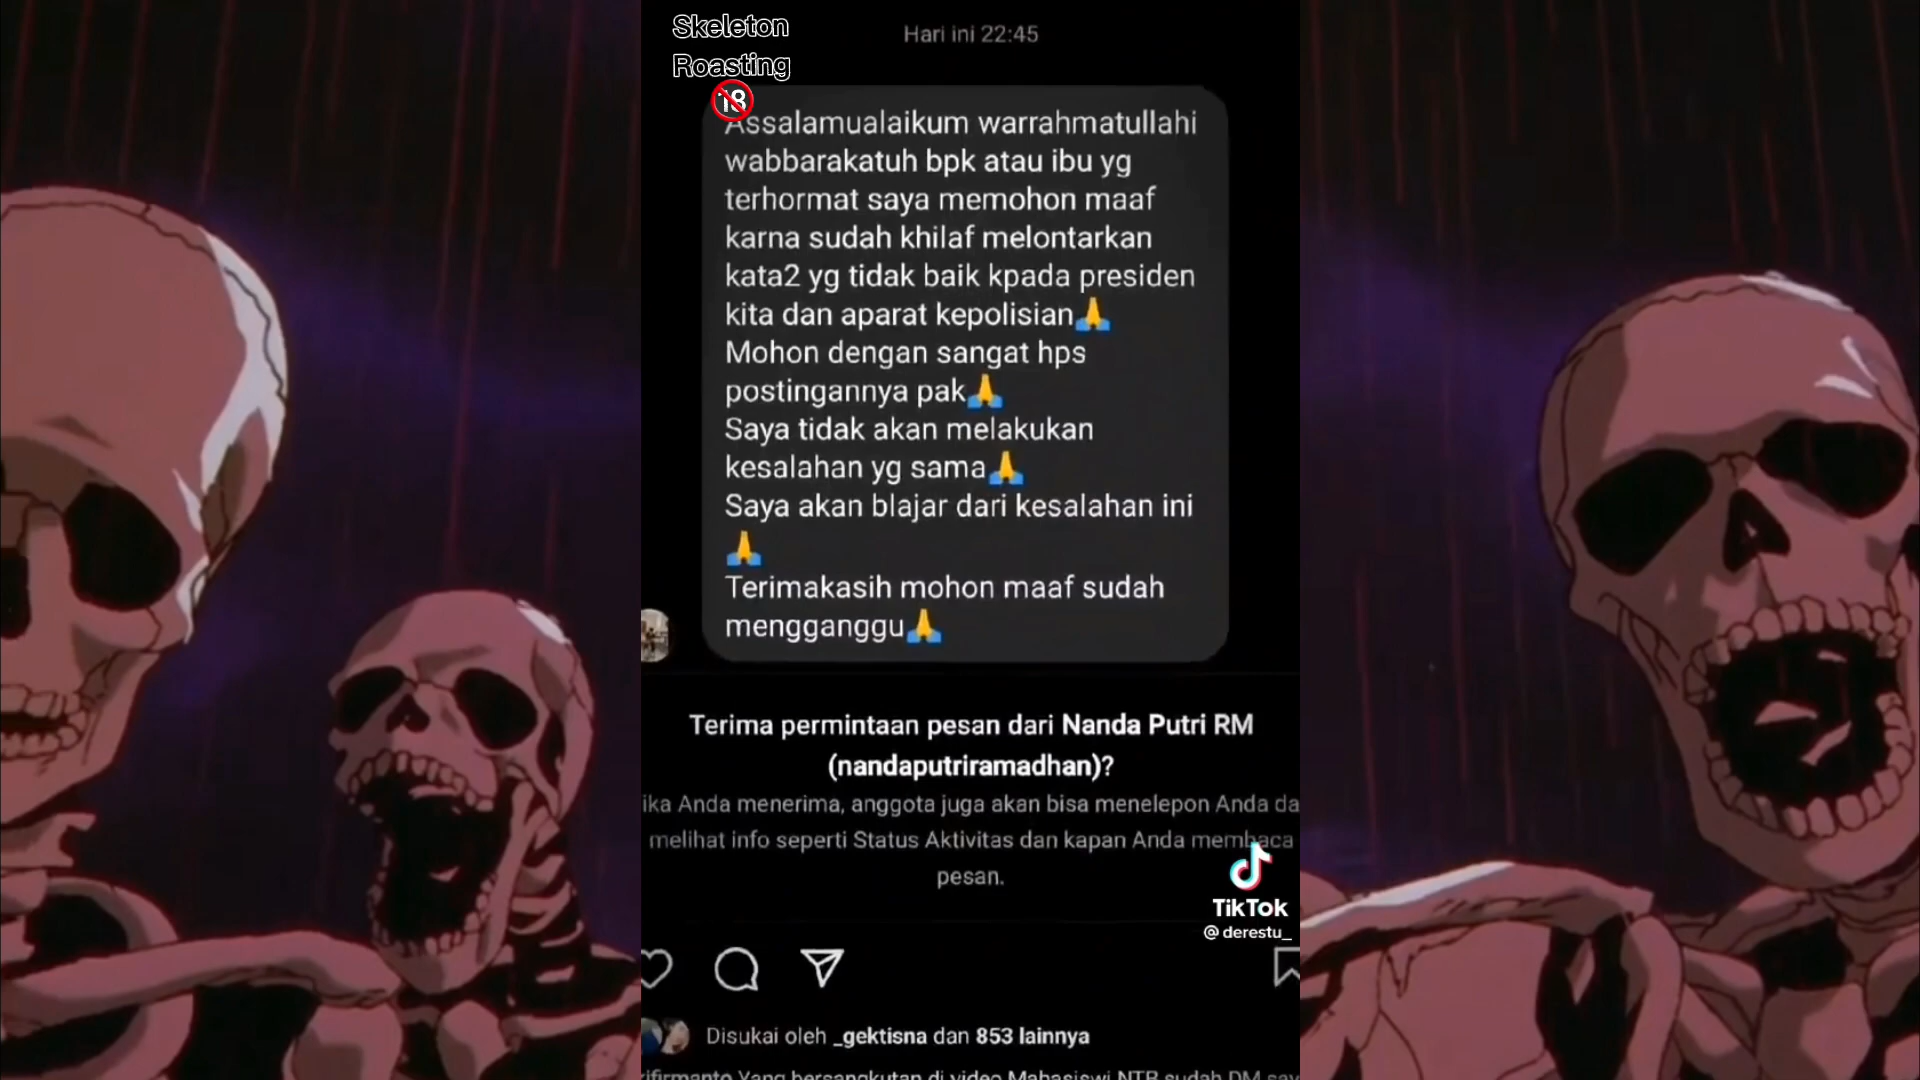 Skeleton
Roasting
🔞
Hari ini 22:45
Assalamualaikum warrahmatullahi
wabbarakatuh bpk atau ibu yg
terhormat saya memohon maaf
karna sudah khilaf melontarkan
kata2 yg tidak baik kpada presiden
kita dan aparat kepolisian🙏
Mohon dengan sangat hps
postingannya pak🙏
Saya tidak akan melakukan
kesalahan yg sama🙏
Saya akan blajar dari kesalahan ini
🙏
Terimakasih mohon maaf sudah
mengganggu🙏
Terima permintaan pesan dari Nanda Putri RM
(nandaputriramadhan)?
ika Anda menerima, anggota juga akan bisa menelepon Anda da
melihat info seperti Status Aktivitas dan kapan Anda membaca
pesan.
TikTok
@derestu_
Disukai oleh _gektisna dan 853 lainnya
Yang bersangkutan di video Mahasiswi NTB sudah DM